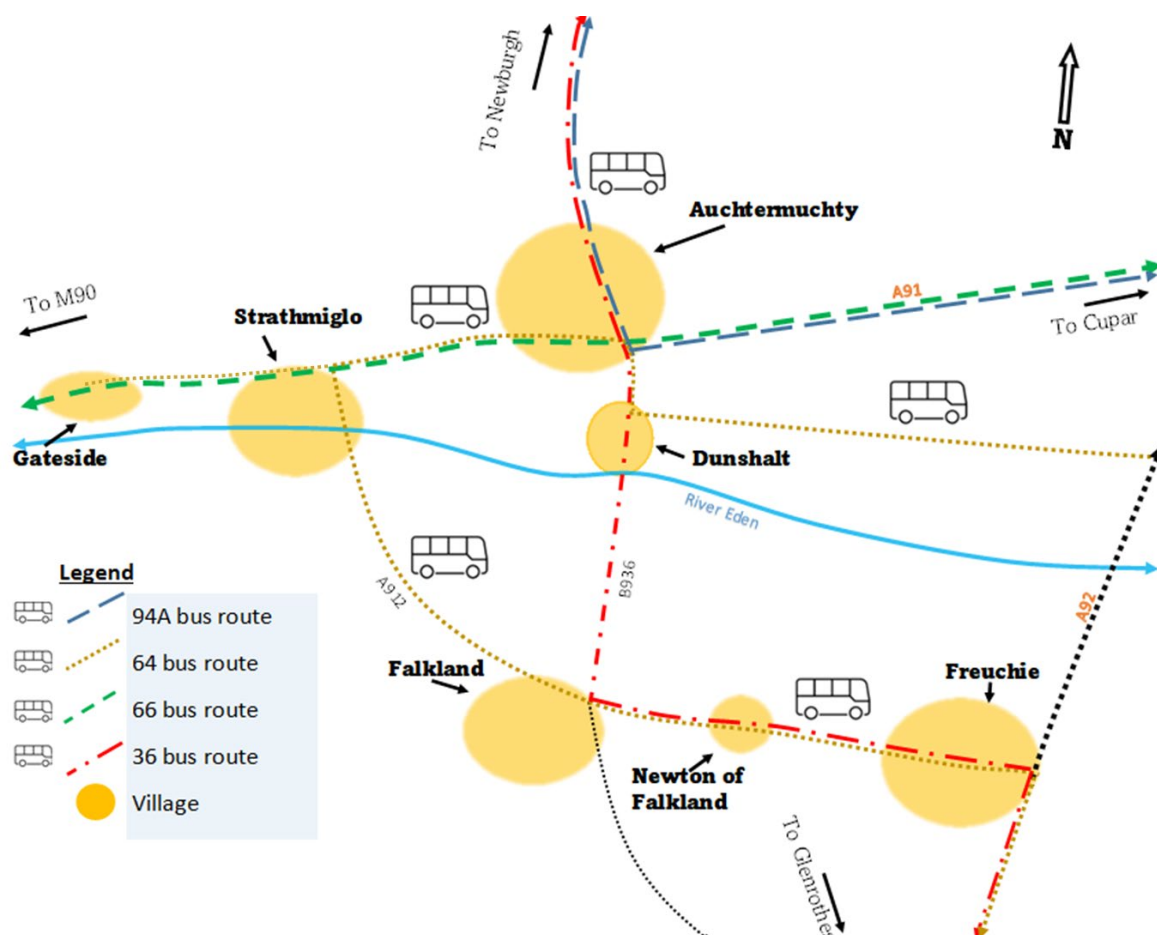 To Newburgh
N
Auchtermuchty
To M90
A91
Strathmiglo
To Cupar
Gateside
Dunshalt
River Eden
Legend
94A bus route
64 bus route
66 bus route
36 bus route
Village
A912
B936
A92
Falkland
Freuchie
Newton of
Falkland
To Glenrothes